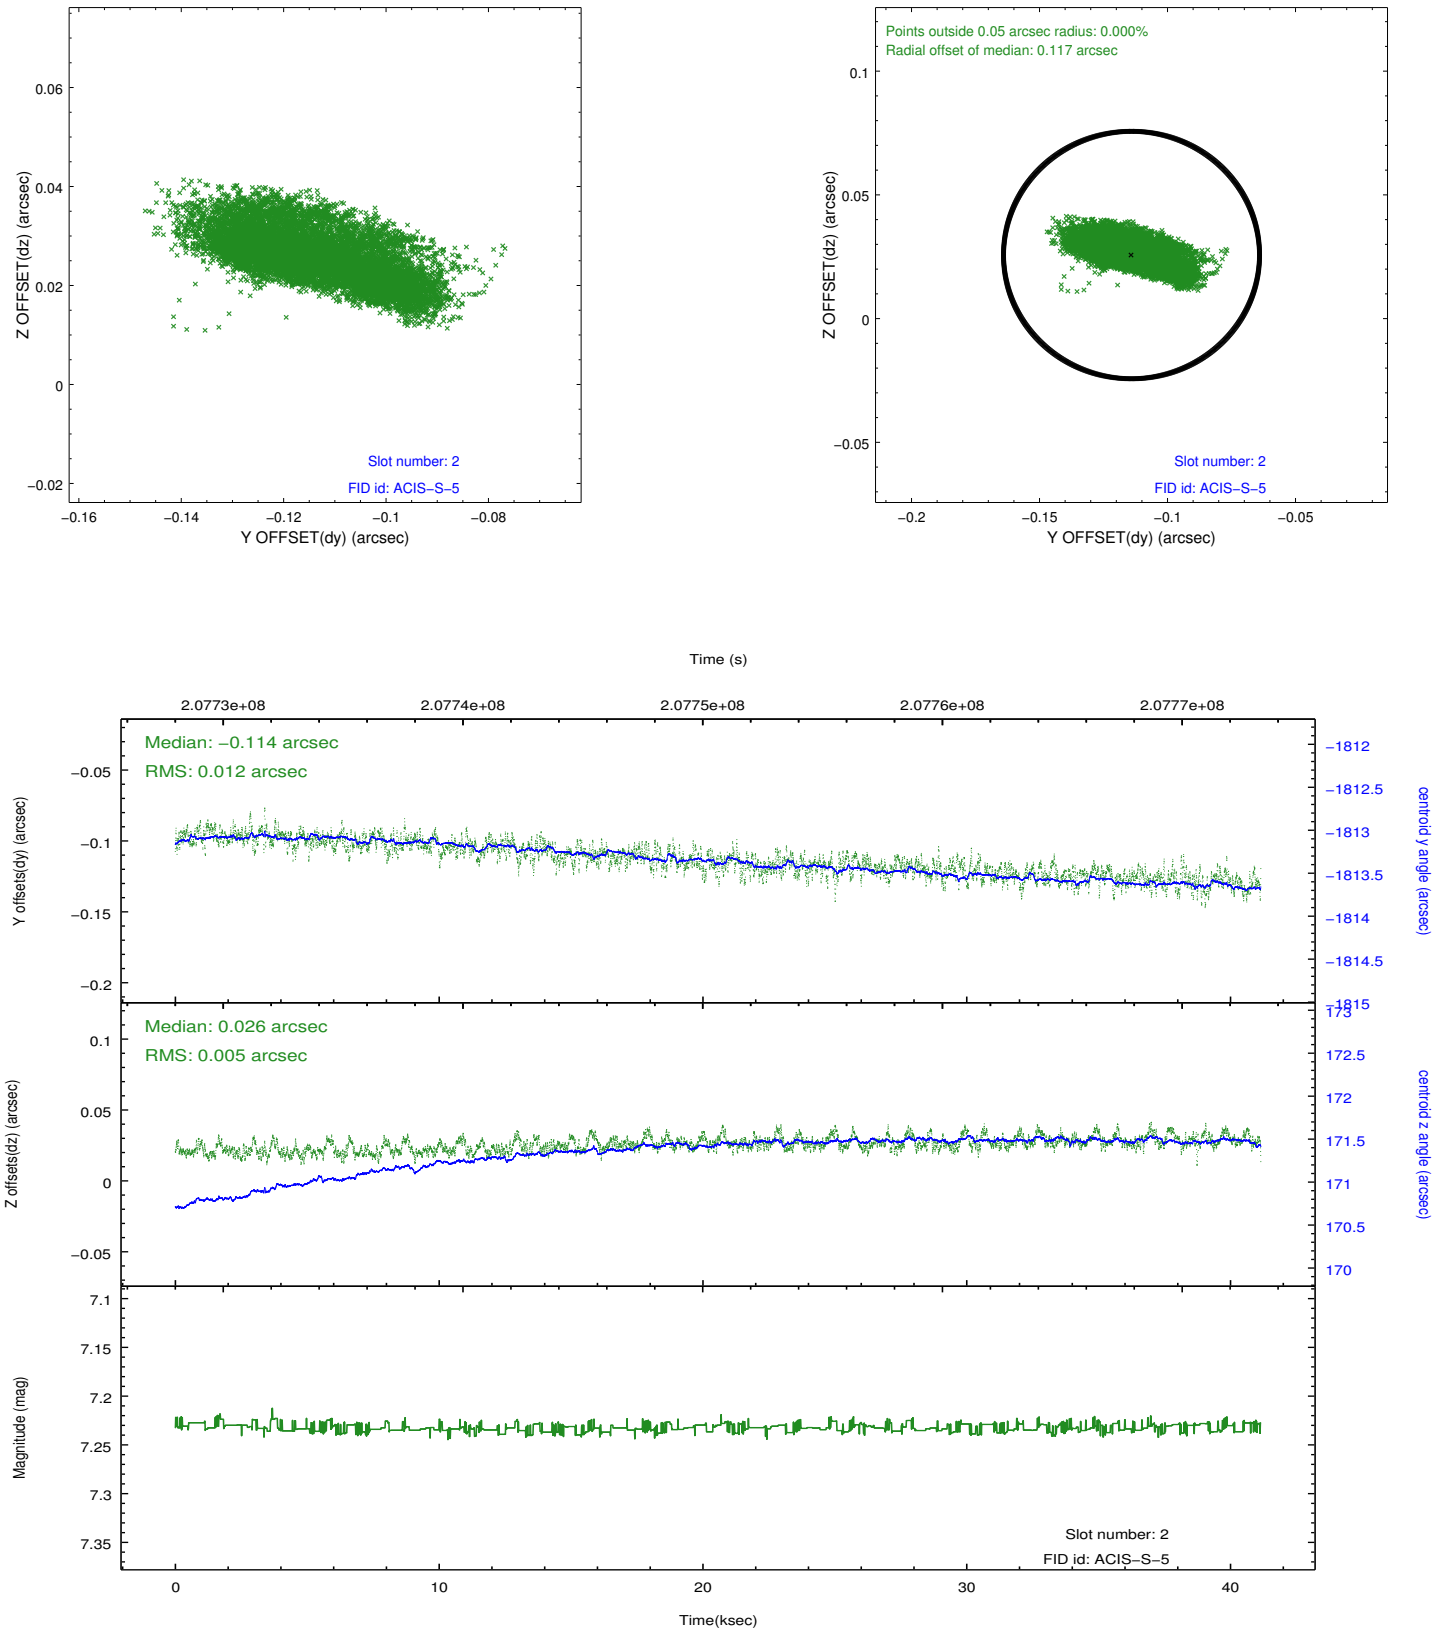 0.06
0.04
0.02
0
−0.02
Z OFFSET(dz) (arcsec)
−0.16 −0.14 −0.12 −0.1 −0.08
Y OFFSET(dy) (arcsec)
Slot number: 2
FID id: ACIS−S−5
Points outside 0.05 arcsec radius: 0.000%
Radial offset of median: 0.117 arcsec
0.1
0.05
0
−0.05
Z OFFSET(dz) (arcsec)
Slot number: 2
FID id: ACIS−S−5
−0.2 −0.15 −0.1 −0.05
Y OFFSET(dy) (arcsec)
Time (s)
2.0773e+08 2.0774e+08 2.0775e+08 2.0776e+08 2.0777e+08
Median: −0.114 arcsec
RMS: 0.012 arcsec
−0.05
−0.1
−0.15
−0.2
Y offsets(dy) (arcsec)
−1812
−1812.5
−1813
−1813.5
−1814
−1814.5
−1815
centroid y angle (arcsec)
Median: 0.026 arcsec
RMS: 0.005 arcsec
0.1
0.05
0
−0.05
Z offsets(dz) (arcsec)
173
172.5
172
171.5
171
170.5
170
centroid z angle (arcsec)
7.1
7.15
7.2
7.25
7.3
7.35
Magnitude (mag)
Slot number: 2
FID id: ACIS−S−5
0 10 20 30 40
Time(ksec)